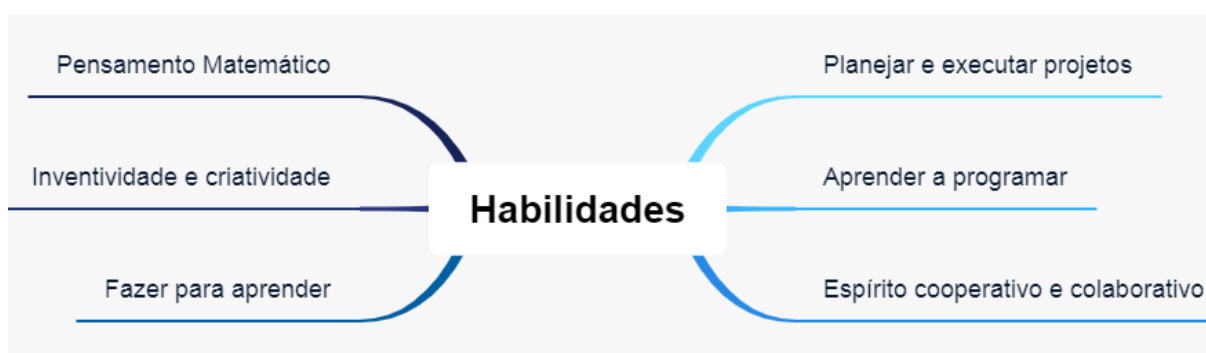 Pensamento Matemático
Inventividade e criatividade
Fazer para aprender
Habilidades
Planejar e executar projetos
Aprender a programar
Espírito cooperativo e colaborativo